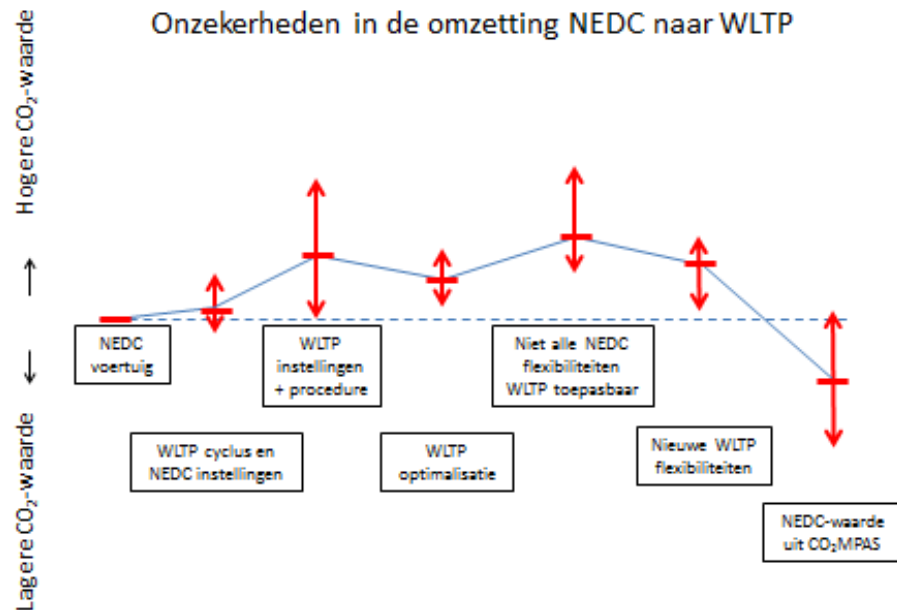 Onzekerheden in de omzetting NEDC naar WLTP
Hogere CO₂-waarde
Lagere CO₂-waarde
NEDC
voertuig
WLTP cyclus en
NEDC instellingen
WLTP
instellingen
+ procedure
WLTP
optimalisatie
Niet alle NEDC
flexibiliteiten
WLTP toepasbaar
Nieuwe WLTP
flexibiliteiten
NEDC-waarde
uit CO₂MPAS